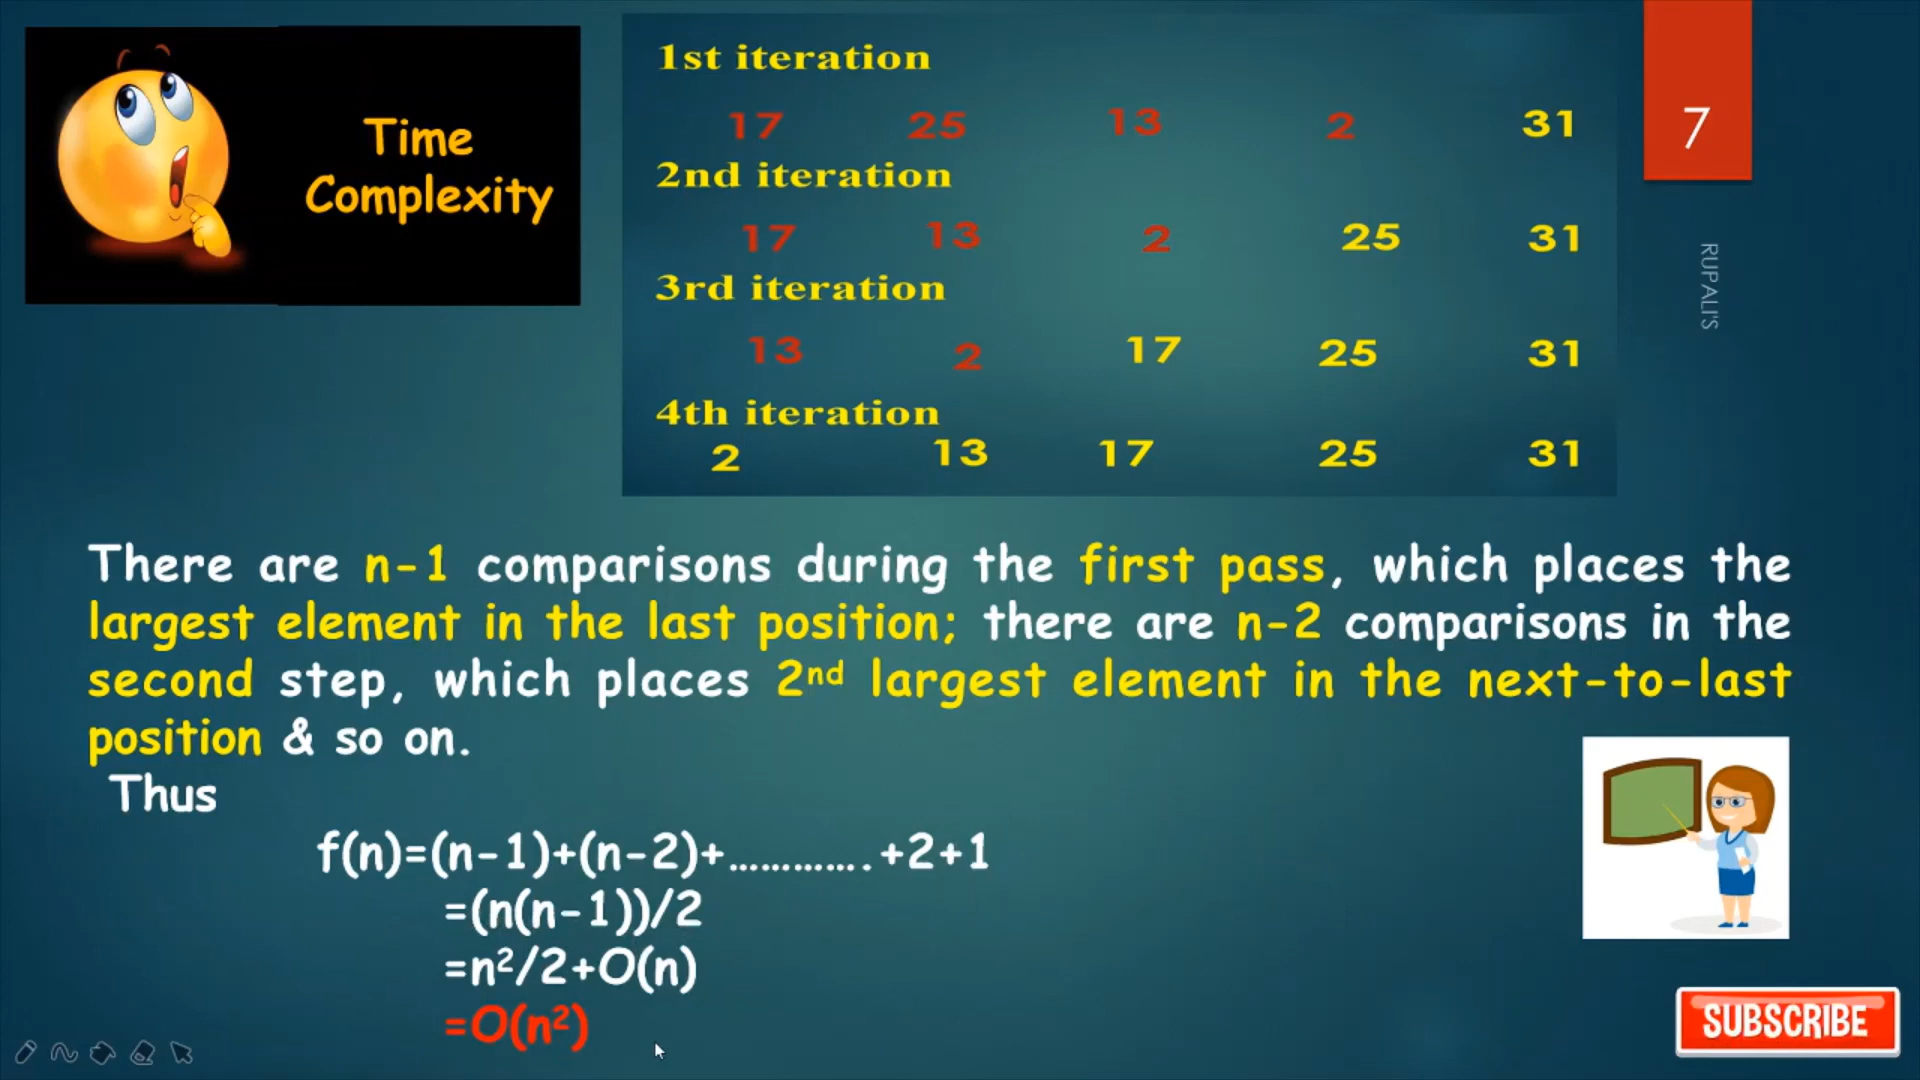 Time
Complexity
1st iteration
17 25 13 2 31
2nd iteration
17 13 2 25 31
3rd iteration
13 2 17 25 31
4th iteration
2 13 17 25 31
7
RUPALI'S
There are n-1 comparisons during the first pass, which places the
largest element in the last position; there are n-2 comparisons in the
second step, which places 2nd largest element in the next-to-last
position & so on.
Thus
f(n)=(n-1)+(n-2)+………….+2+1
=(n(n-1))/2
=n²/2+O(n)
=O(n²)
SUBSCRIBE